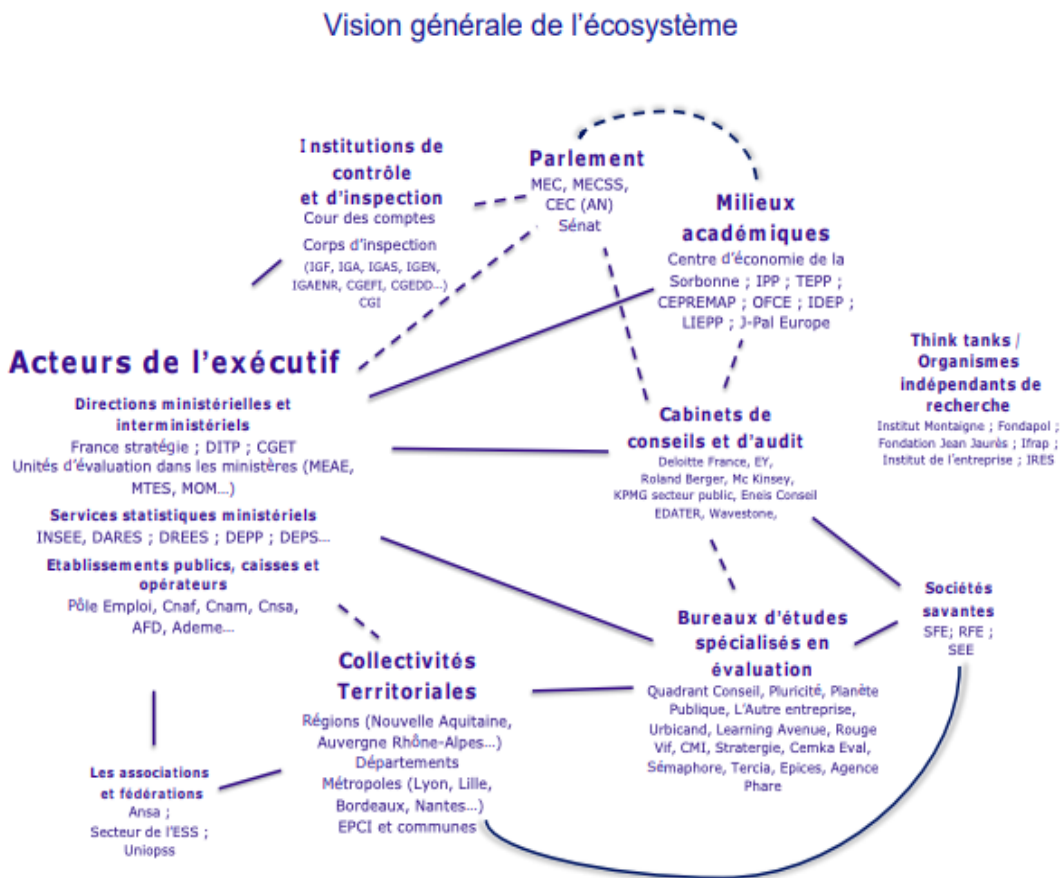 Vision générale de l’écosystème
Institutions de
contrôle
et d’inspection
Cour des comptes
Corps d’inspection
(IGF, IGA, IGAS, IGEN,
IGAENR, CGEFI, CGEDD…)
CGI
Parlement
MEC, MECSS,
CEC (AN)
Sénat
Milieux
académiques
Centre d’économie de la
Sorbonne ; IPP ; TEPP ;
CEPREMAP ; OFCE ; IDEP ;
LIEPP ; J-Pal Europe
Think tanks /
Organismes
indépendants de
recherche
Institut Montaigne ; Fondapol ;
Fondation Jean Jaurès ; Ifrap ;
Institut de l’entreprise ; IRES
Acteurs de l’exécutif
Directions ministérielles et
interministériels
France stratégie ; DITP ; CGET
Unités d’évaluation dans les ministères (MEAE,
MTES, MOM…)
Services statistiques ministériels
INSEE, DARES ; DREES ; DEPP ; DEPS…
Etablissements publics, caisses et
opérateurs
Pôle Emploi, Cnaf, Cnam, Cnsa,
AFD, Ademe…
Cabinets de
conseils et d’audit
Deloitte France, EY,
Roland Berger, Mc Kinsey,
KPMG secteur public, Eneis Conseil
EDATER, Wavestone,
Sociétés
savantes
SFE; RFE ;
SEE
Bureaux d’études
spécialisés en
évaluation
Quadrant Conseil, Pluricité, Planète
Publique, L’Autre entreprise,
Urbicand, Learning Avenue, Rouge
Vif, CMI, Stratergie, Cemka Eval,
Sémaphore, Tercia, Epices, Agence
Phare
Collectivités
Territoriales
Régions (Nouvelle Aquitaine,
Auvergne Rhône-Alpes…)
Départements
Métropoles (Lyon, Lille,
Bordeaux, Nantes…)
EPCI et communes
Les associations
et fédérations
Ansa ;
Secteur de l’ESS ;
Uniopss